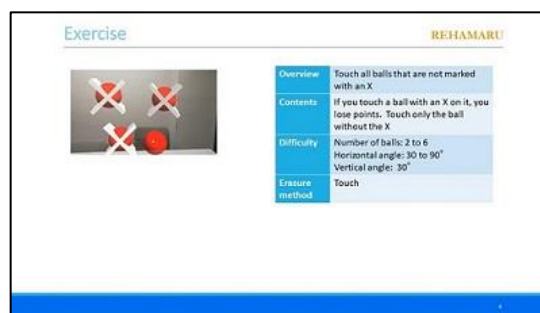 Exercise
REHAMARU
Overview
Touch all balls that are not marked
with an X
Contents
If you touch a ball with an X on it, you
lose points. Touch only the ball
without the X
Difficulty
Number of balls: 2 to 6
Horizontal angle: 30 to 90°
Vertical angle: 30°
Erasure
method
Touch